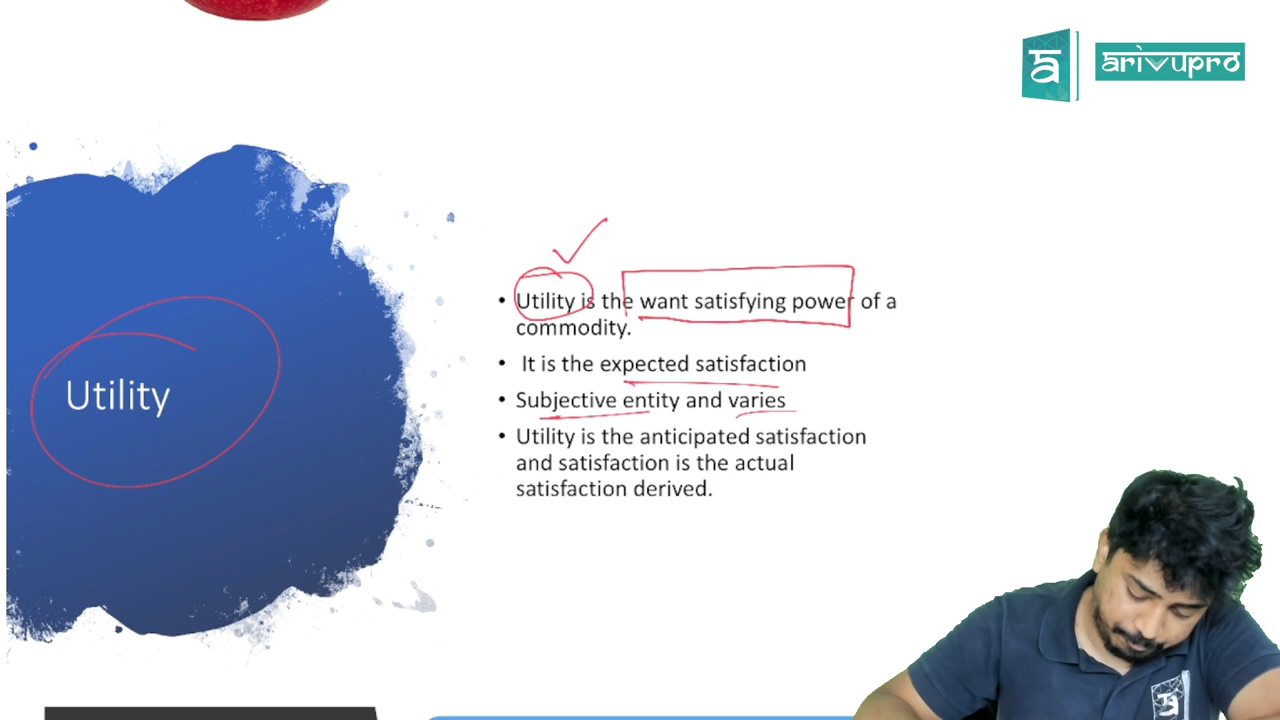 ā
arivupro
Utility is the want satisfying power of a
commodity.
It is the expected satisfaction
Subjective entity and varies
Utility
Utility is the anticipated satisfaction
and satisfaction is the actual
satisfaction derived.